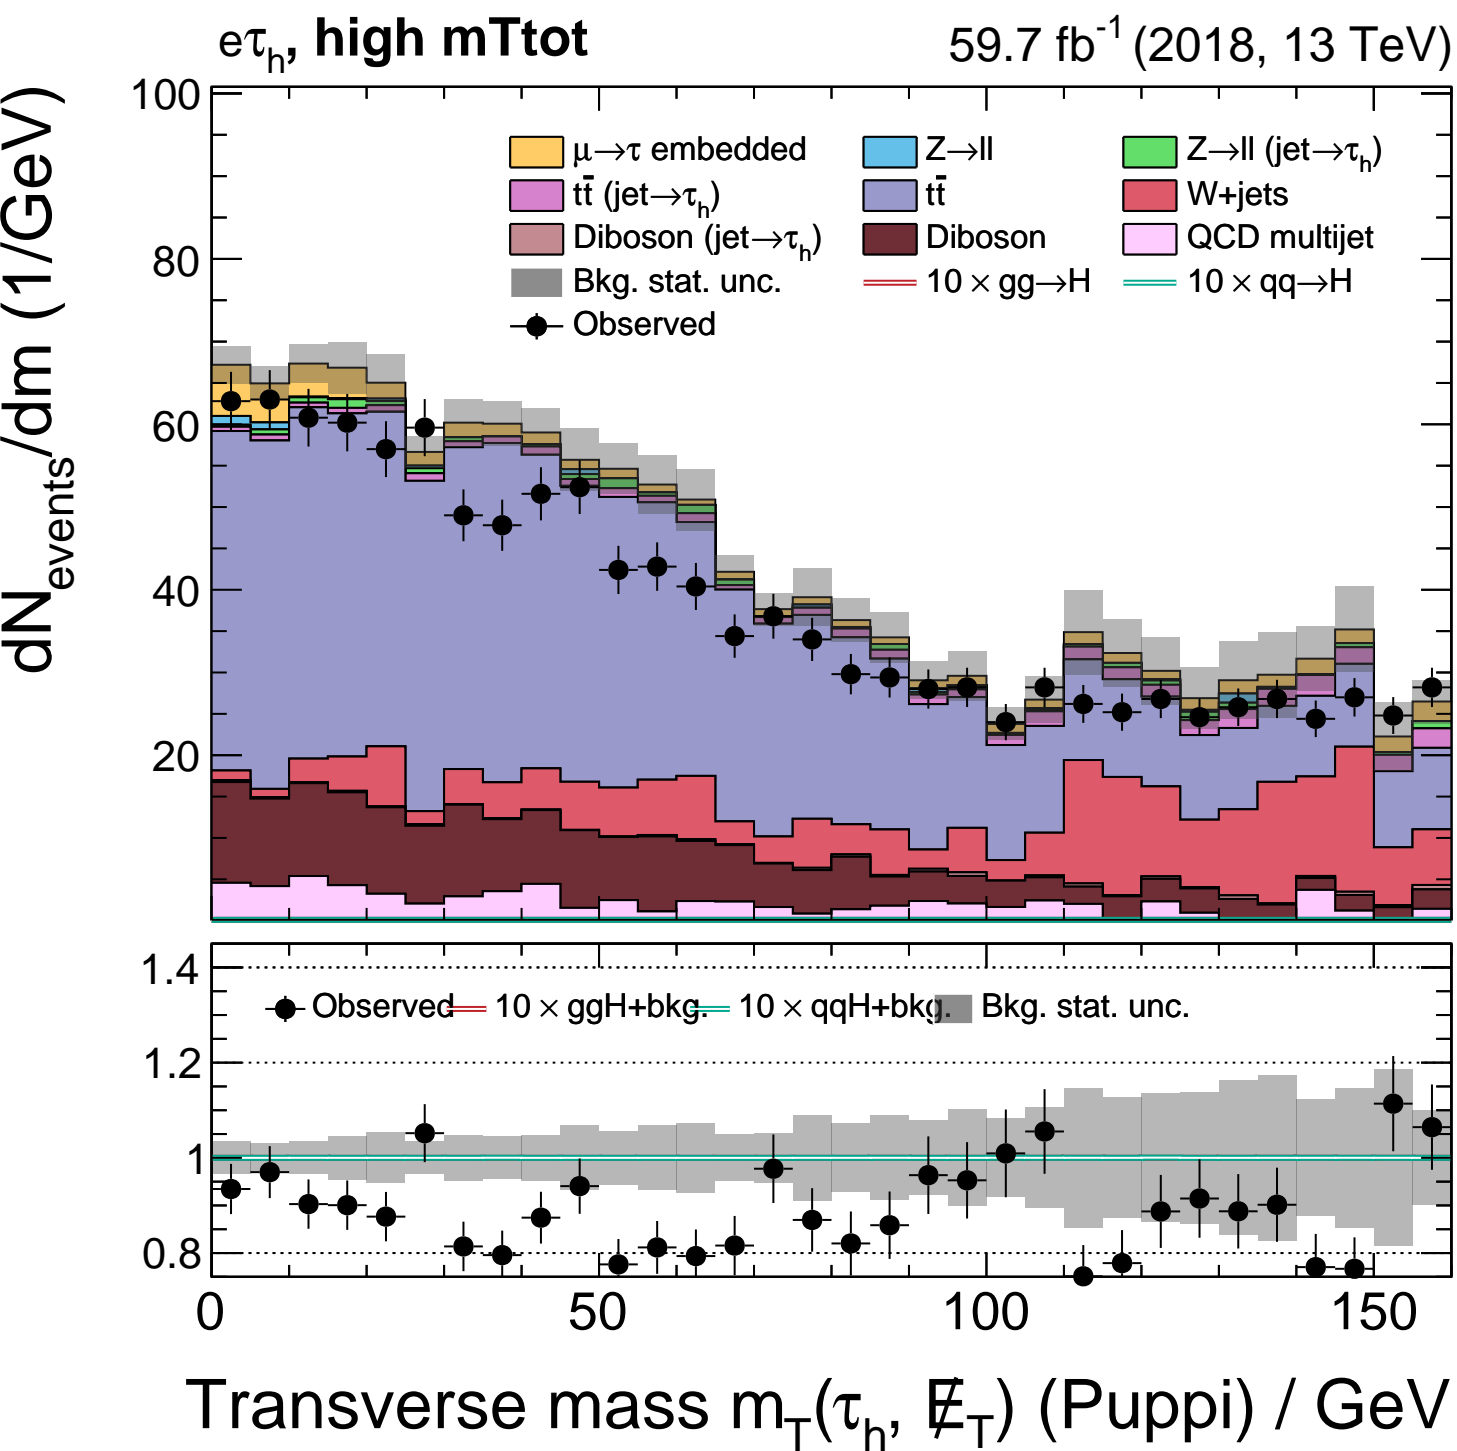 eτh, high mTtot 59.7 fb-1 (2018, 13 TeV)
dNevents/dm (1/GeV)
100
80
60
40
20
μ→τ embedded Z→ll Z→ll (jet→τh)
tt̄ (jet→τh) tt̄ W+jets
Diboson (jet→τh) Diboson QCD multijet
Bkg. stat. unc. 10 × gg→H 10 × qq→H
Observed
1.4
1.2
1
0.8
Observed 10 × ggH+bkg. 10 × qqH+bkg. Bkg. stat. unc.
0 50 100 150
Transverse mass mT(τh, E̸T) (Puppi) / GeV